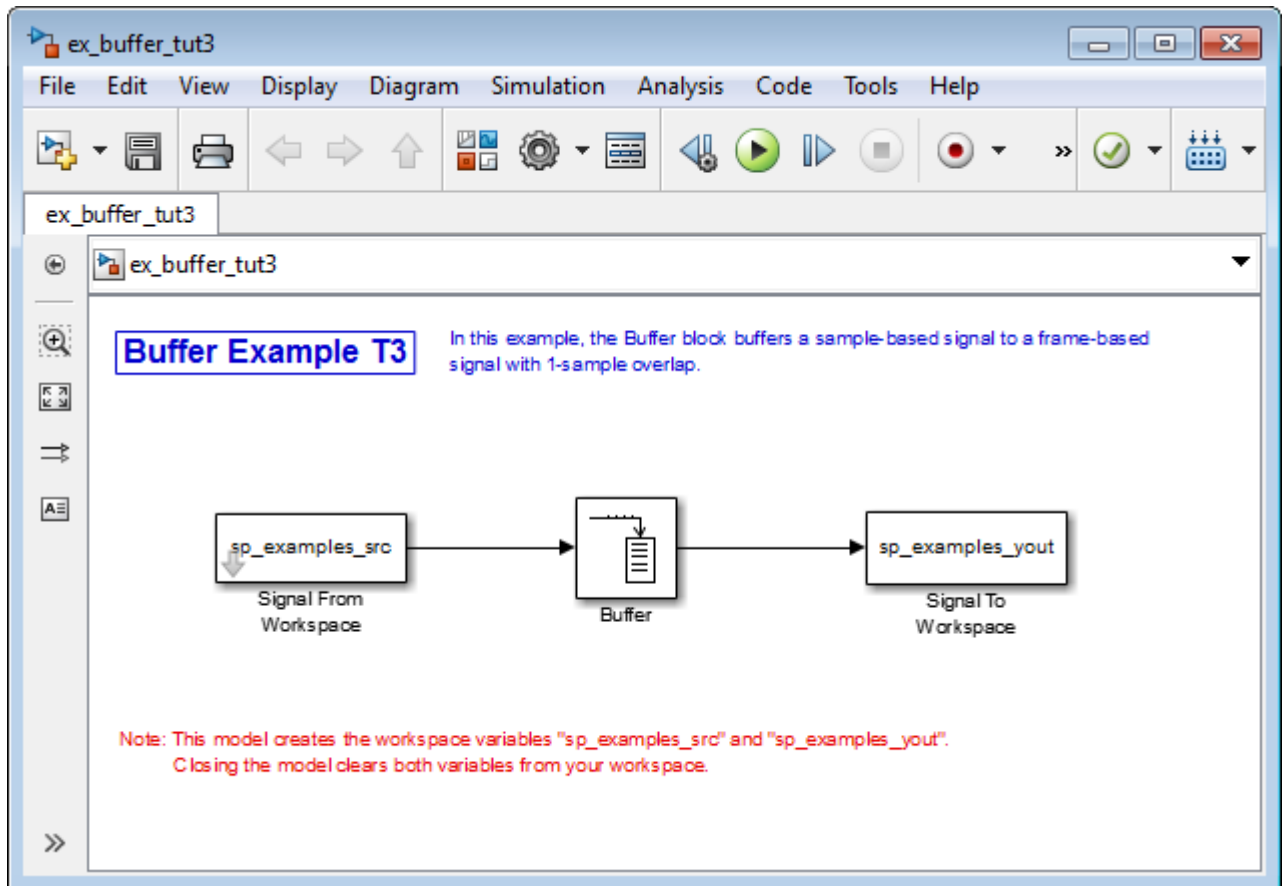 ex_buffer_tut3
File Edit View Display Diagram Simulation Analysis Code Tools Help
ex_buffer_tut3
ex_buffer_tut3
Buffer Example T3
In this example, the Buffer block buffers a sample-based signal to a frame-based
signal with 1-sample overlap.
sp_examples_src
Signal From
Workspace
Buffer
sp_examples_yout
Signal To
Workspace
Note: This model creates the workspace variables "sp_examples_src" and "sp_examples_yout".
Closing the model clears both variables from your workspace.